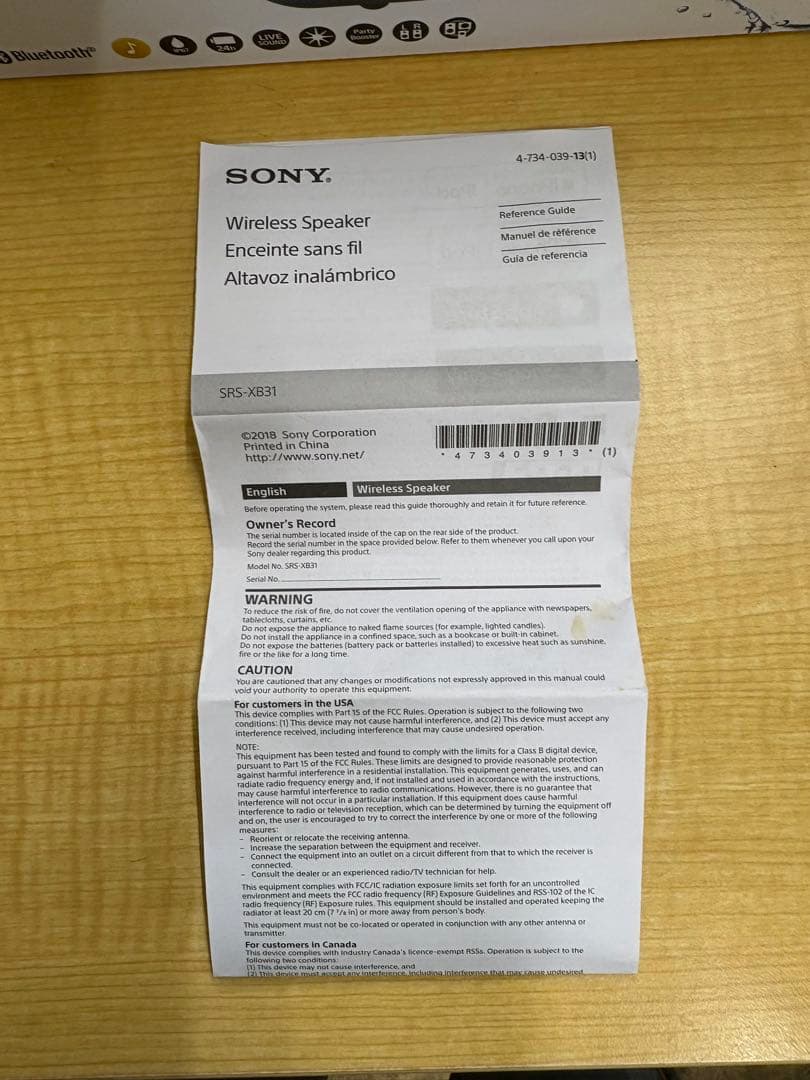 Bluetooth®
IP67
24h
LIVE
SOUND
Party
Booster
L R
SONY®
4-734-039-13(1)
Wireless Speaker
Enceinte sans fil
Altavoz inalámbrico
Reference Guide
Manuel de référence
Guía de referencia
SRS-XB31
©2018 Sony Corporation
Printed in China
http://www.sony.net/
* 4 7 3 4 0 3 9 1 3 * (1)
English
Wireless Speaker
Before operating the system, please read this guide thoroughly and retain it for future reference.
Owner's Record
The serial number is located inside of the cap on the rear side of the product.
Record the serial number in the space provided below. Refer to them whenever you call upon your
Sony dealer regarding this product.
Model No. SRS-XB31
Serial No.
WARNING
To reduce the risk of fire, do not cover the ventilation opening of the appliance with newspapers,
tablecloths, curtains, etc.
Do not expose the appliance to naked flame sources (for example, lighted candles).
Do not install the appliance in a confined space, such as a bookcase or built-in cabinet.
Do not expose the batteries (battery pack or batteries installed) to excessive heat such as sunshine,
fire or the like for a long time.
CAUTION
You are cautioned that any changes or modifications not expressly approved in this manual could
void your authority to operate this equipment.
For customers in the USA
This device complies with Part 15 of the FCC Rules. Operation is subject to the following two
conditions: (1) This device may not cause harmful interference, and (2) This device must accept any
interference received, including interference that may cause undesired operation.
NOTE:
This equipment has been tested and found to comply with the limits for a Class B digital device,
pursuant to Part 15 of the FCC Rules. These limits are designed to provide reasonable protection
against harmful interference in a residential installation. This equipment generates, uses, and can
radiate radio frequency energy and, if not installed and used in accordance with the instructions,
may cause harmful interference to radio communications. However, there is no guarantee that
interference will not occur in a particular installation. If this equipment does cause harmful
interference to radio or television reception, which can be determined by turning the equipment off
and on, the user is encouraged to try to correct the interference by one or more of the following
measures:
– Reorient or relocate the receiving antenna.
– Increase the separation between the equipment and receiver.
– Connect the equipment into an outlet on a circuit different from that to which the receiver is
connected.
– Consult the dealer or an experienced radio/TV technician for help.
This equipment complies with FCC/IC radiation exposure limits set forth for an uncontrolled
environment and meets the FCC radio frequency (RF) Exposure Guidelines and RSS-102 of the IC
radio frequency (RF) Exposure rules. This equipment should be installed and operated keeping the
radiator at least 20 cm (7 7/8 in) or more away from person's body.
This equipment must not be co-located or operated in conjunction with any other antenna or
transmitter.
For customers in Canada
This device complies with Industry Canada's licence-exempt RSSs. Operation is subject to the
following two conditions:
(1) This device may not cause interference, and
(2) This device must accept any interference, including interference that may cause undesired